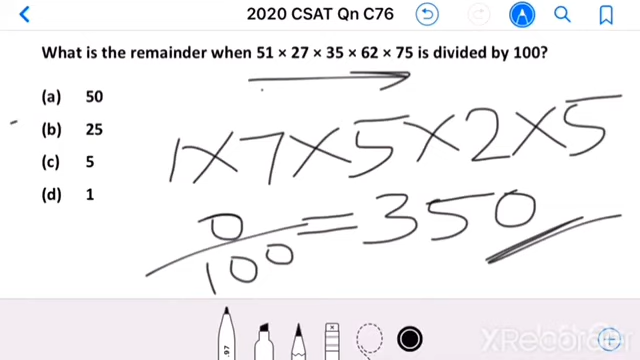 2020 CSAT Qn C76
What is the remainder when 51 × 27 × 35 × 62 × 75 is divided by 100?
(a) 50
(b) 25
(c) 5
(d) 1
1×7×5×2×5
0/100 = 350
.97
XRecorder